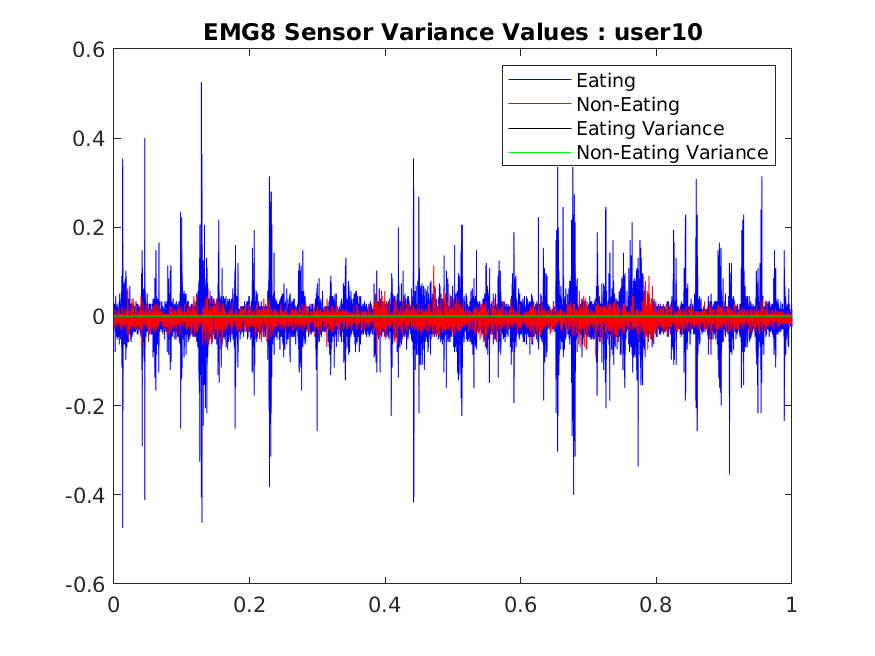 EMG8 Sensor Variance Values : user10
0.6
Eating
Non-Eating
Eating Variance
Non-Eating Variance
0.4
0.2
0
-0.2
-0.4
-0.6
0 0.2 0.4 0.6 0.8 1